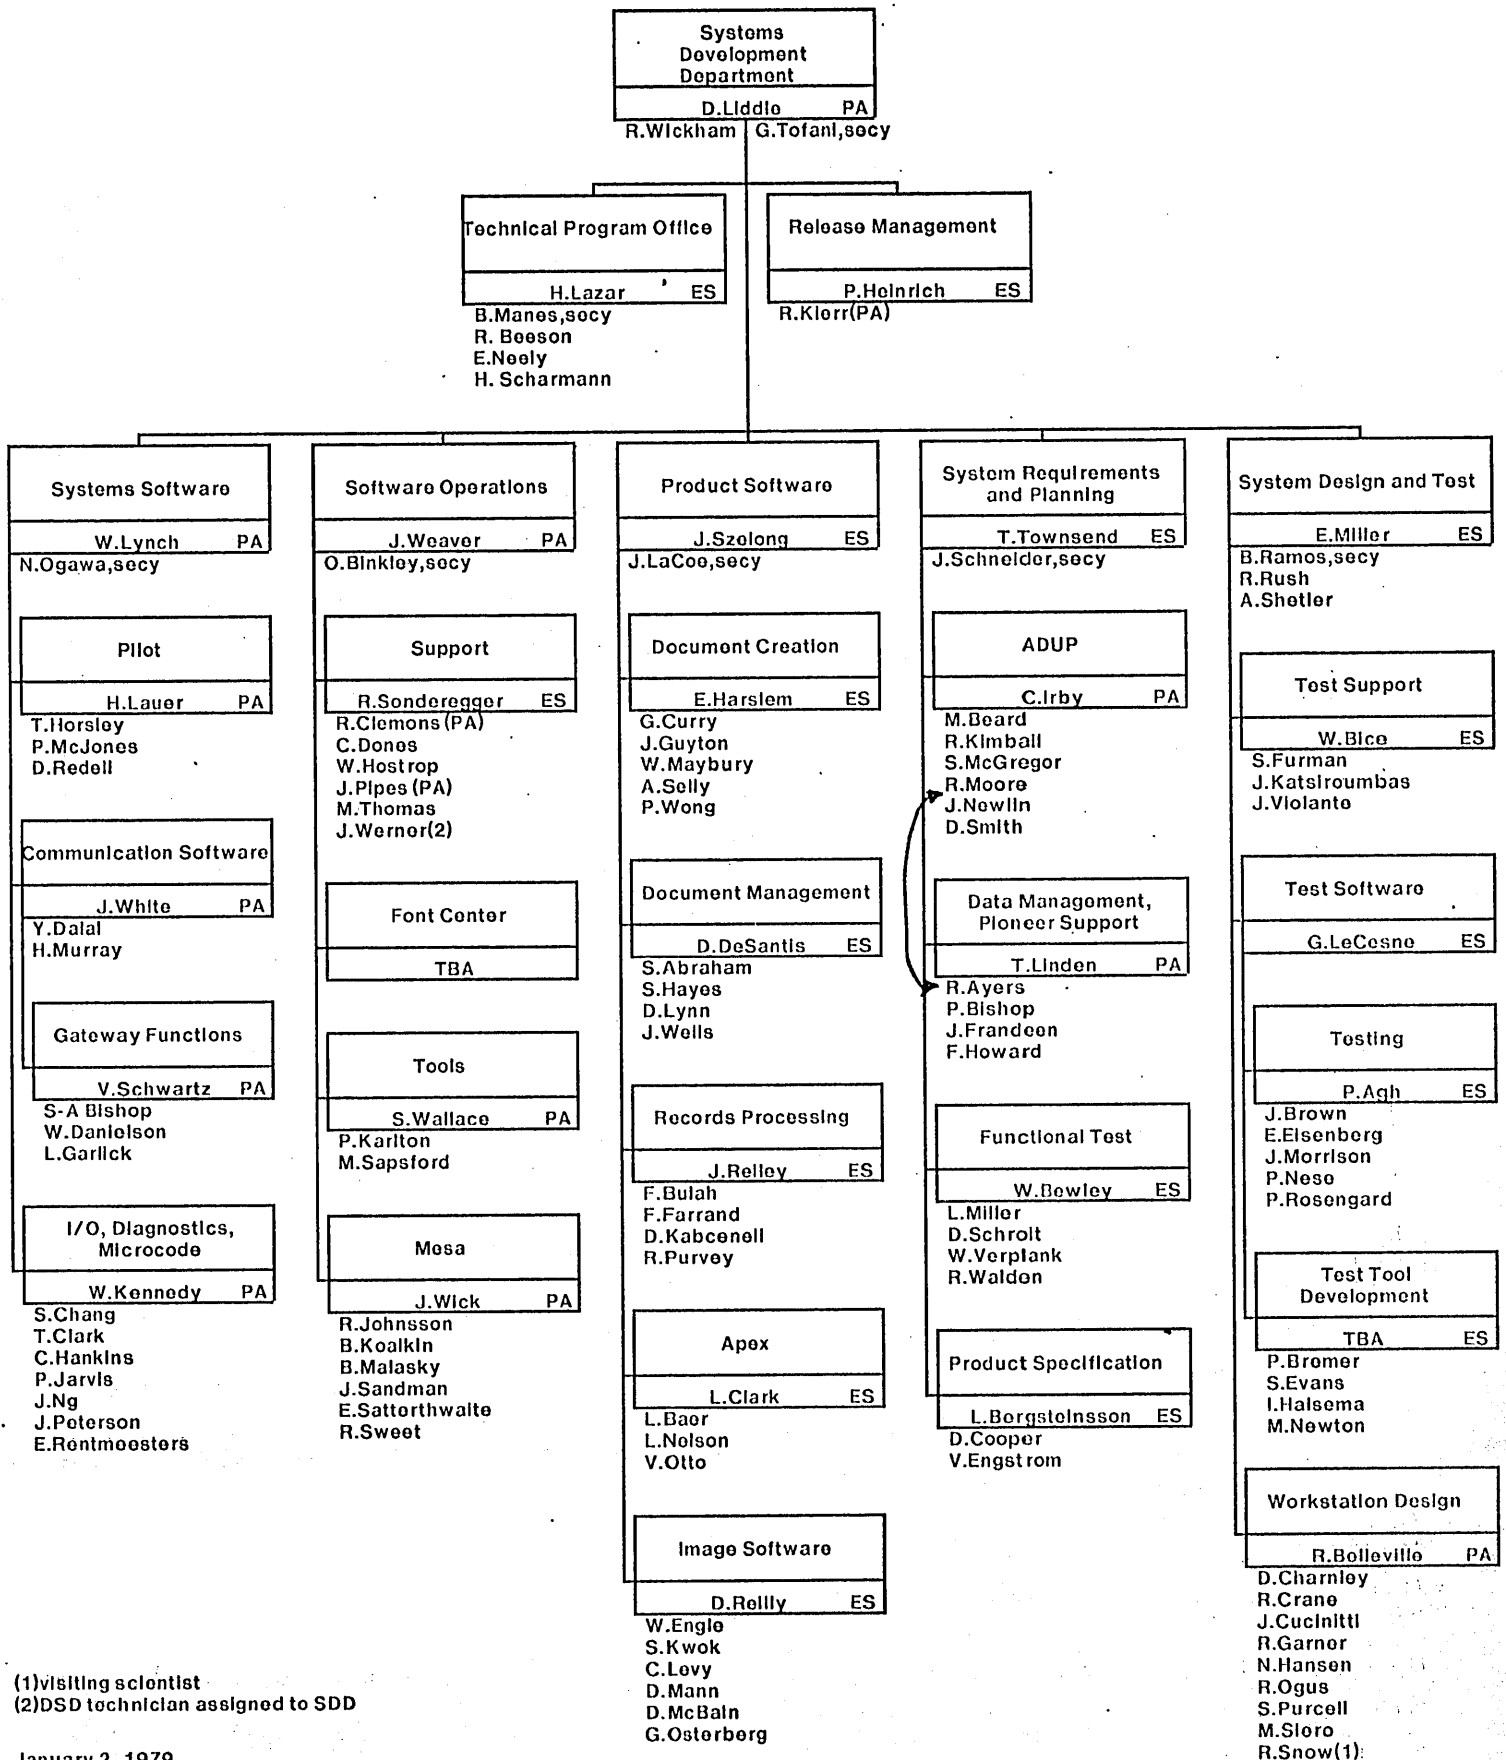 Systems
Development
Department
D.Liddle PA
R.Wickham G.Tofani,secy
Technical Program Office
H.Lazar ES
B.Manes,secy
R. Beeson
E.Neely
H. Scharmann
Release Management
P.Heinrich ES
R.Kierr(PA)
Systems Software
W.Lynch PA
N.Ogawa,secy
Pilot
H.Lauer PA
T.Horsley
P.McJones
D.Redell
Communication Software
J.White PA
Y.Dalal
H.Murray
Gateway Functions
V.Schwartz PA
S-A Bishop
W.Danielson
L.Garlick
I/O, Diagnostics,
Microcode
W.Kennedy PA
S.Chang
T.Clark
C.Hankins
P.Jarvis
J.Ng
J.Peterson
E.Rentmeesters
Software Operations
J.Weaver PA
O.Binkley,secy
Support
R.Sonderegger ES
R.Clemons(PA)
C.Dones
W.Hostrop
J.Pipes(PA)
M.Thomas
J.Werner(2)
Font Center
TBA
Tools
S.Wallace PA
P.Karlton
M.Sapsford
Mesa
J.Wick PA
R.Johnsson
B.Koalkin
B.Malasky
J.Sandman
E.Satterthwaite
R.Sweet
Product Software
J.Szelong ES
J.LaCoe,secy
Document Creation
E.Harslem ES
G.Curry
J.Guyton
W.Maybury
A.Selly
P.Wong
Document Management
D.DeSantis ES
S.Abraham
S.Hayes
D.Lynn
J.Wells
Records Processing
J.Reiley ES
F.Bulah
F.Farrand
D.Kabcenell
R.Purvey
Apex
L.Clark ES
L.Baer
L.Nelson
V.Otto
Image Software
D.Reilly ES
W.Engle
S.Kwok
C.Levy
D.Mann
D.McBain
G.Osterberg
System Requirements
and Planning
T.Townsend ES
J.Schneider,secy
ADUP
C.Irby PA
M.Beard
R.Kimball
S.McGregor
R.Moore
J.Newlin
D.Smith
Data Management,
Pioneer Support
T.Linden PA
R.Ayers
P.Bishop
J.Frandeen
F.Howard
Functional Test
W.Bewley ES
L.Miller
D.Schroit
W.Verplank
R.Walden
Product Specification
L.Bergsteinsson ES
D.Cooper
V.Engstrom
System Design and Test
E.Miller ES
B.Ramos,secy
R.Rush
A.Shetler
Test Support
W.Bice ES
S.Furman
J.Katsiroumbas
J.Violante
Test Software
G.LeCesne ES
Testing
P.Agh ES
J.Brown
E.Eisenberg
J.Morrison
P.Nese
P.Rosengard
Test Tool
Development
TBA ES
P.Bromer
S.Evans
I.Halsema
M.Newton
Workstation Design
R.Belleville PA
D.Charnley
R.Crane
J.Cucinitti
R.Garner
N.Hansen
R.Ogus
S.Purcell
M.Sloro
R.Snow(1)
(1)visiting scientist
(2)DSD technician assigned to SDD
January 2, 1979